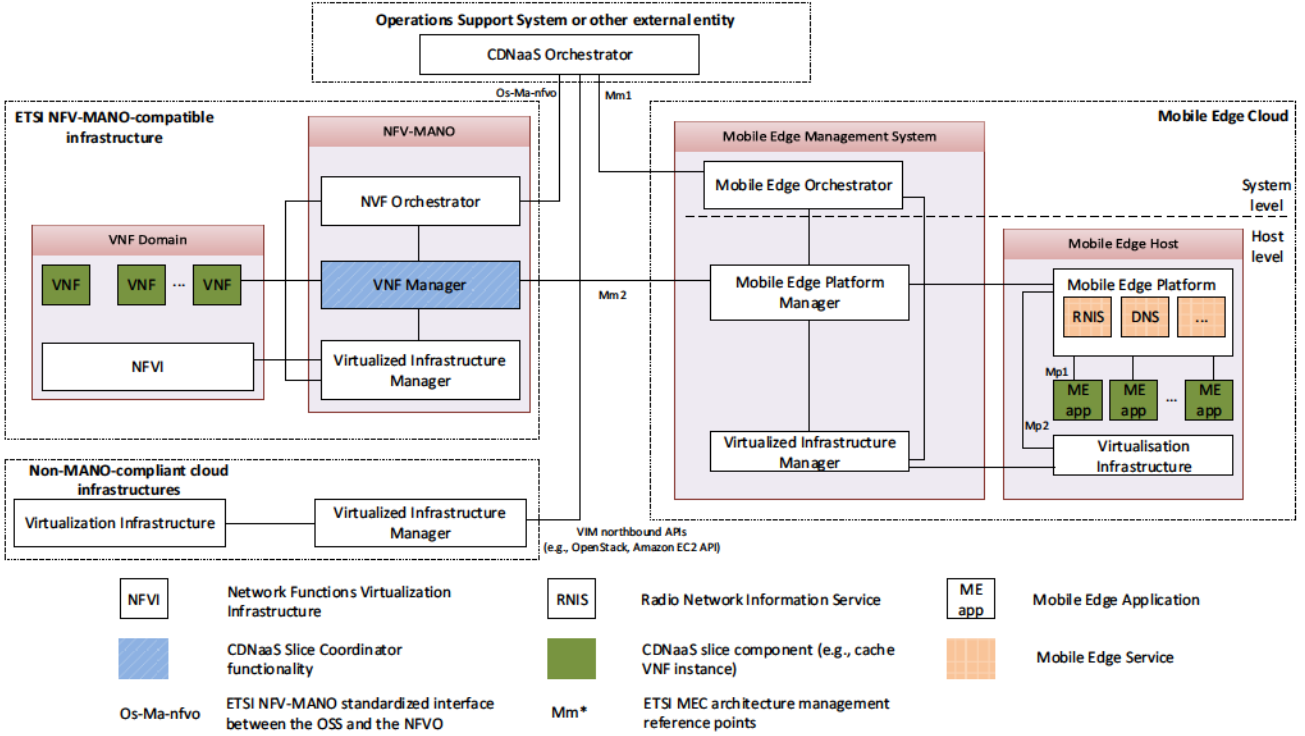 Operations Support System or other external entity
CDNaaS Orchestrator
Os-Ma-nfvo
Mm1
ETSI NFV-MANO-compatible
infrastructure
NFV-MANO
NVF Orchestrator
VNF Domain
VNF
VNF
...
VNF
VNF Manager
NFVI
Virtualized Infrastructure
Manager
Mm2
Mobile Edge Cloud
Mobile Edge Management System
Mobile Edge Orchestrator
System
level
Host
level
Mobile Edge Host
Mobile Edge Platform
Manager
Mobile Edge Platform
RNIS
DNS
...
Mp1
ME
app
ME
app
...
ME
app
Mp2
Virtualized Infrastructure
Manager
Virtualisation
Infrastructure
Non-MANO-compliant cloud
infrastructures
Virtualization Infrastructure
Virtualized Infrastructure
Manager
VIM northbound APIs
(e.g., OpenStack, Amazon EC2 API)
NFVI
Network Functions Virtualization
Infrastructure
RNIS
Radio Network Information Service
ME
app
Mobile Edge Application
CDNaaS Slice Coordinator
functionality
CDNaaS slice component (e.g., cache
VNF instance)
Mobile Edge Service
Os-Ma-nfvo
ETSI NFV-MANO standardized interface
between the OSS and the NFVO
Mm*
ETSI MEC architecture management
reference points